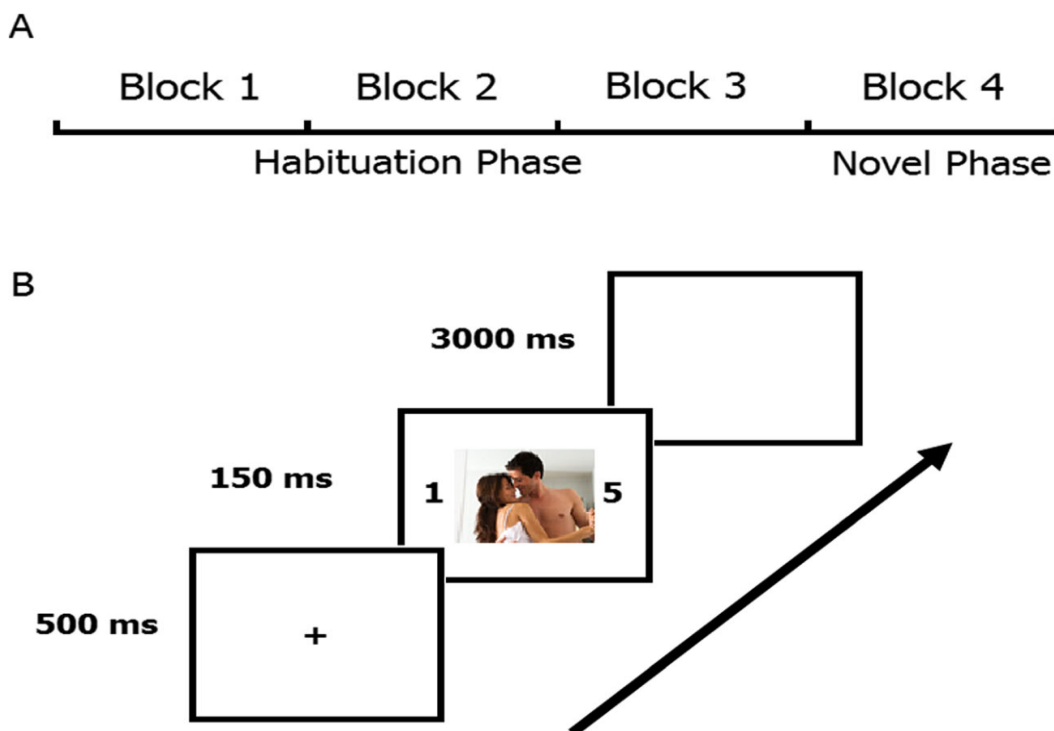 A
Block 1 Block 2 Block 3 Block 4
Habituation Phase Novel Phase
B
3000 ms
150 ms
1 5
500 ms
+